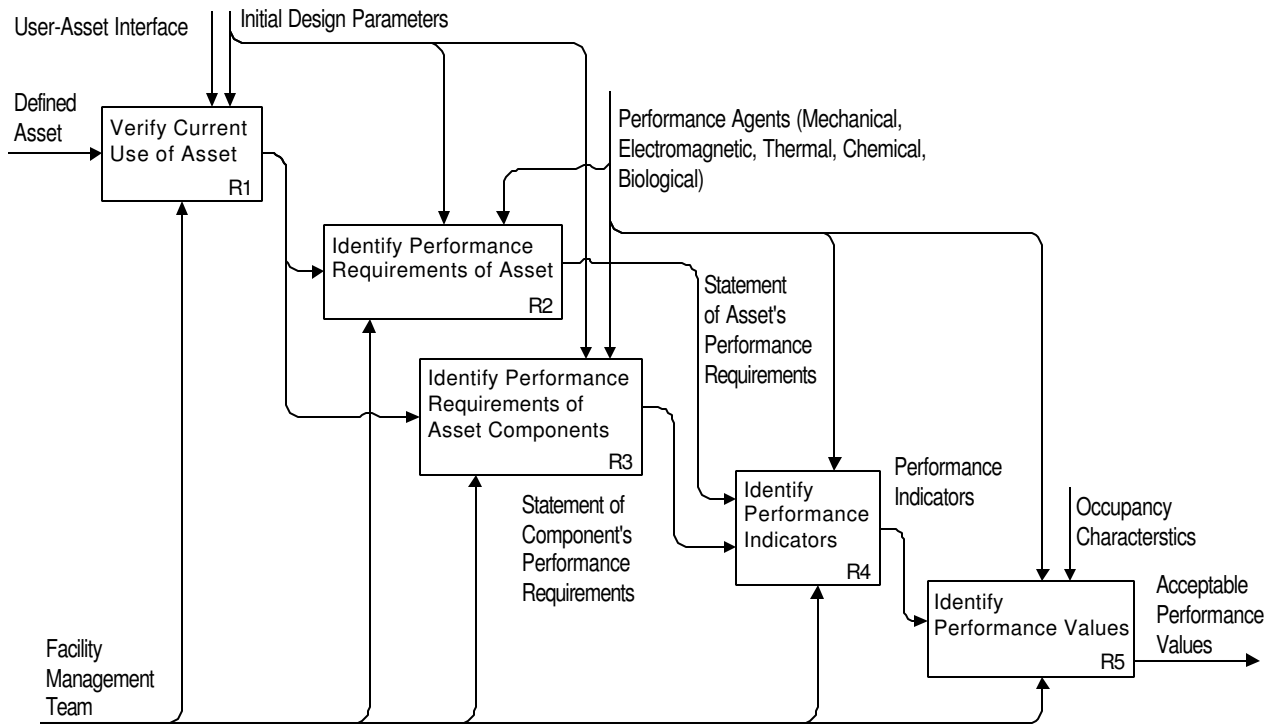 User-Asset Interface
Initial Design Parameters
Defined
Asset
Verify Current
Use of Asset
R1
Performance Agents (Mechanical,
Electromagnetic, Thermal, Chemical,
Biological)
Identify Performance
Requirements of Asset
R2
Statement
of Asset's
Performance
Requirements
Identify Performance
Requirements of
Asset Components
R3
Statement of
Component's
Performance
Requirements
Identify
Performance
Indicators
R4
Performance
Indicators
Occupancy
Characterstics
Identify
Performance Values
R5
Acceptable
Performance
Values
Facility
Management
Team